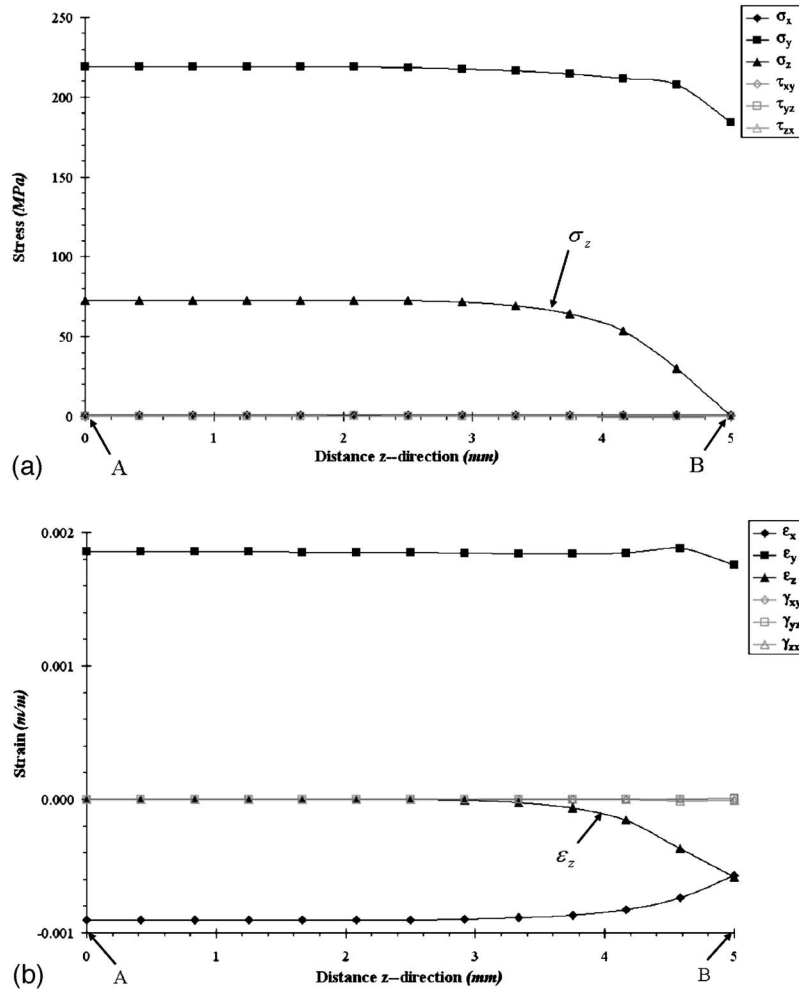 250
200
150
100
50
0
Stress (MPa)
σx
σy
σz
τxy
τyz
τzx
σz
0 1 2 3 4 5
A
Distance z--direction (mm)
B
(a)
0.002
0.001
0.000
-0.001
Strain (m/m)
εx
εy
εz
γxy
γyz
γzx
εz
0 1 2 3 4 5
A
Distance z--direction (mm)
B
(b)